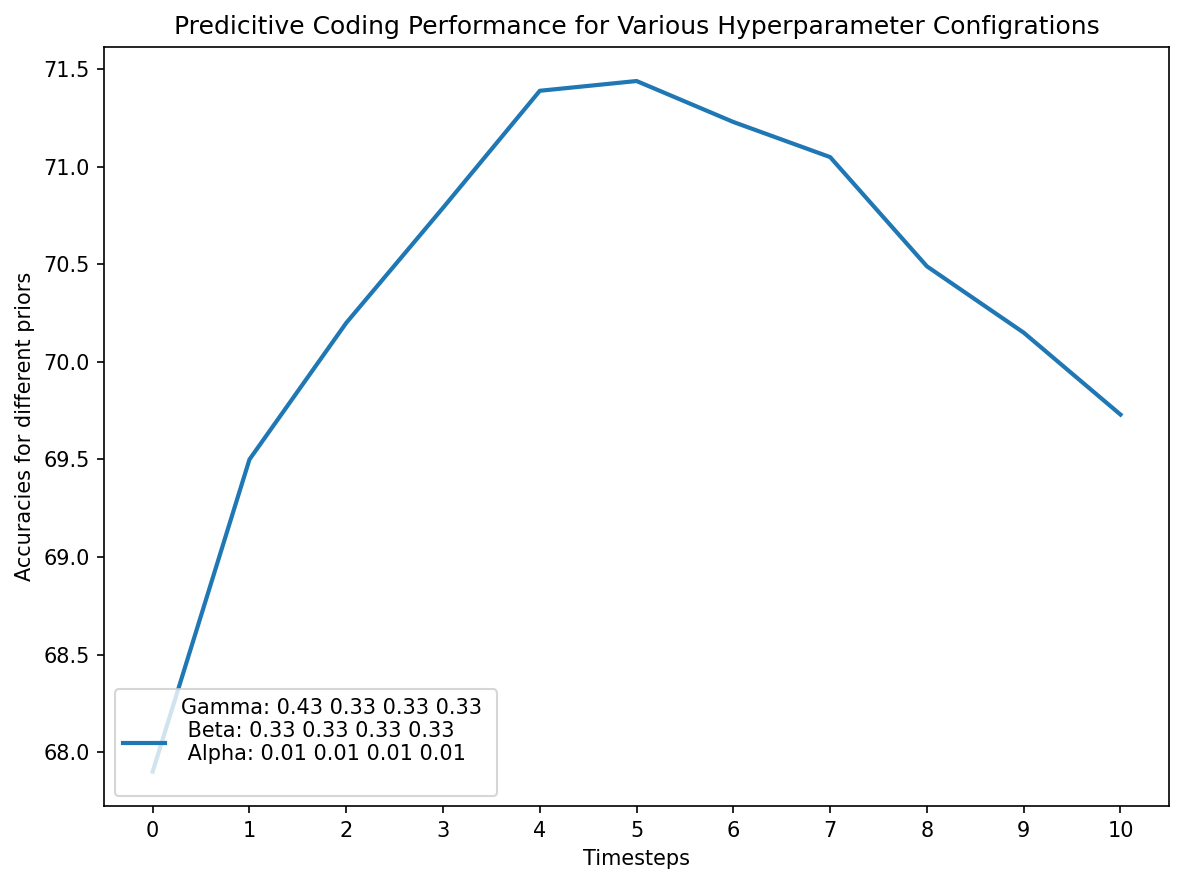 Predicitive Coding Performance for Various Hyperparameter Configrations
Accuracies for different priors
71.5
71.0
70.5
70.0
69.5
69.0
68.5
68.0
Gamma: 0.43 0.33 0.33 0.33
Beta: 0.33 0.33 0.33 0.33
Alpha: 0.01 0.01 0.01 0.01
0 1 2 3 4 5 6 7 8 9 10
Timesteps